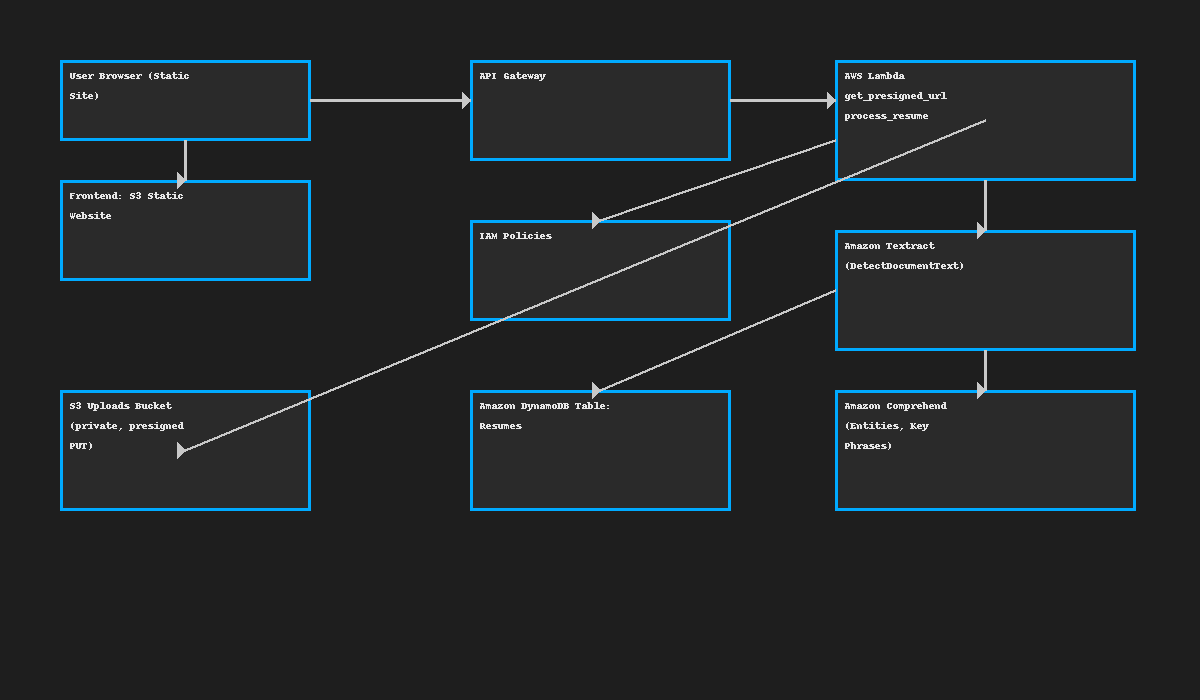 User Browser (Static
Site)
API Gateway
AWS Lambda
get_presigned_url
process_resume
Frontend: S3 Static
Website
IAM Policies
Amazon Textract
(DetectDocumentText)
S3 Uploads Bucket
(private, presigned
PUT)
Amazon DynamoDB Table:
Resumes
Amazon Comprehend
(Entities, Key
Phrases)